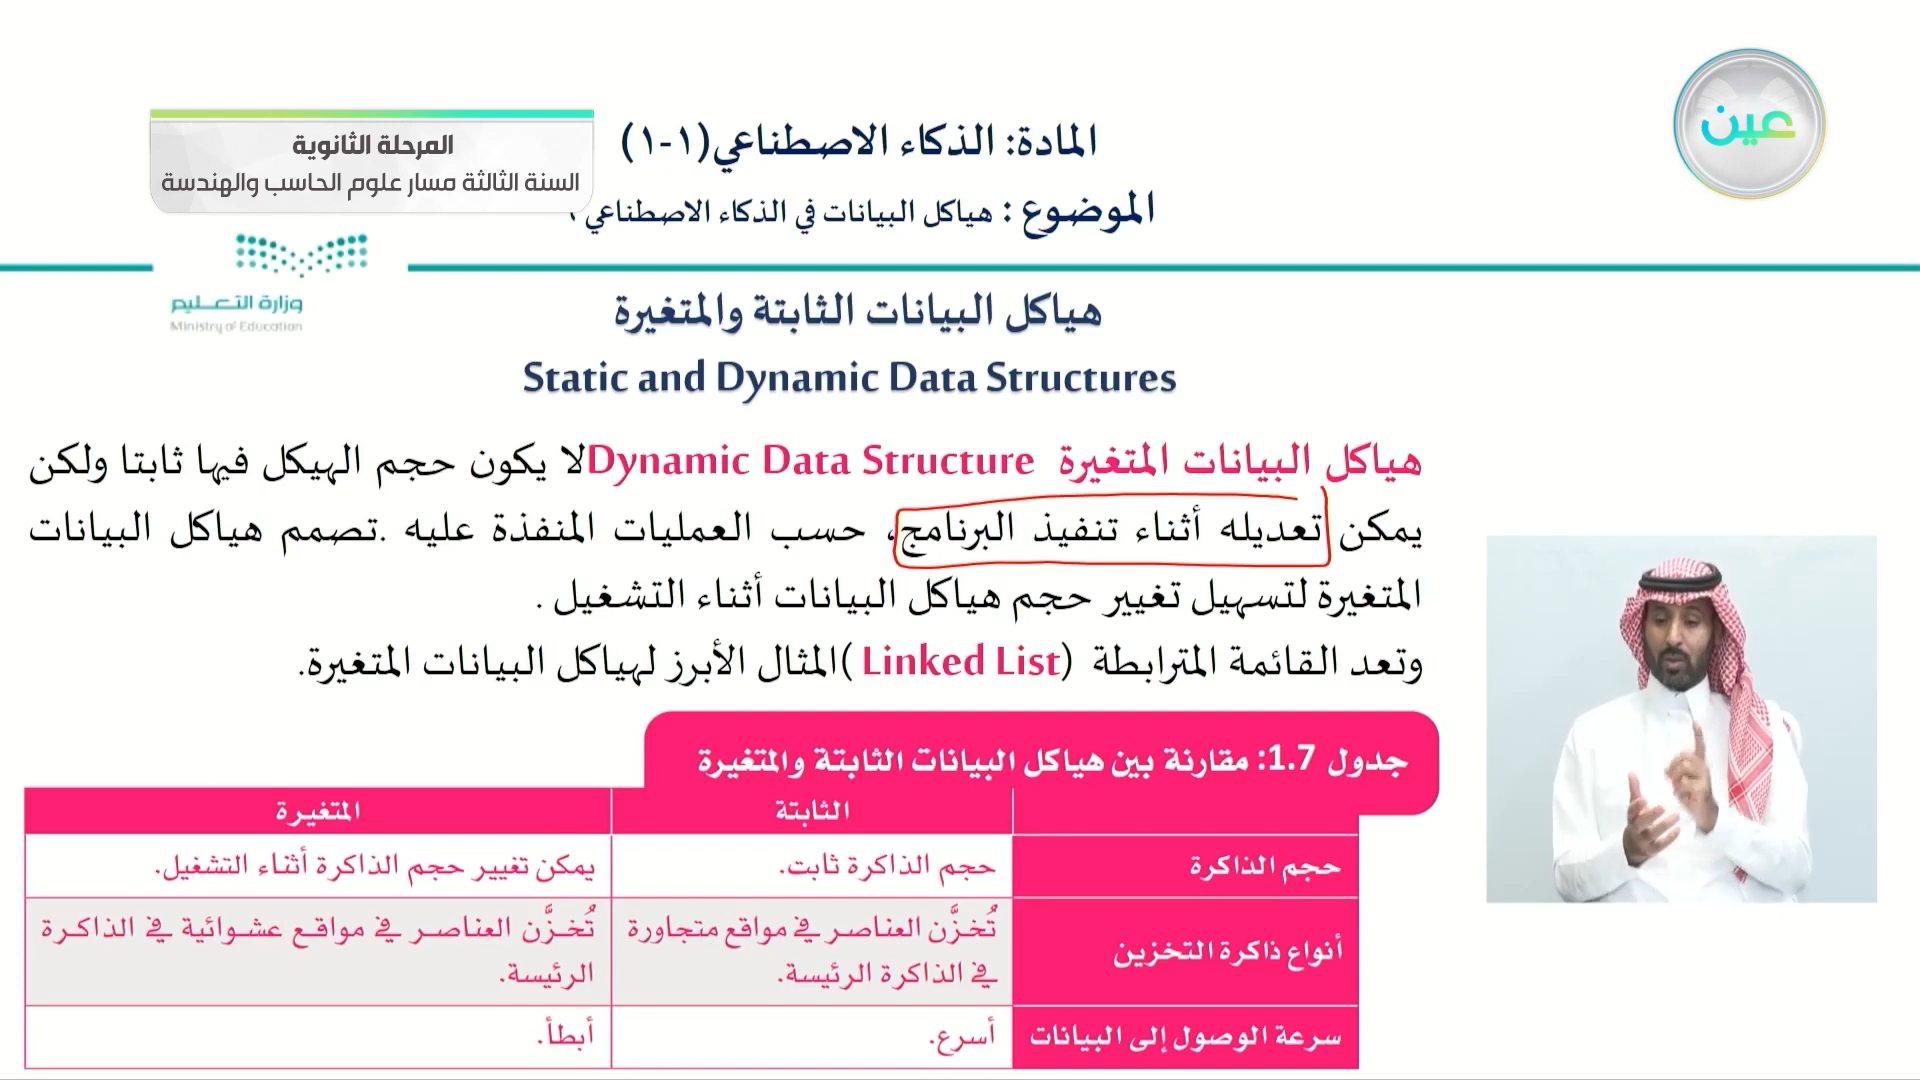 عين
المادة: الذكاء الاصطناعي(١-١)
المرحلة الثانوية
السنة الثالثة مسار علوم الحاسب والهندسة
الموضوع : هياكل البيانات في الذكاء الاصطناعي
وزارة التعليم
Ministry of Education
هياكل البيانات الثابتة والمتغيرة
Static and Dynamic Data Structures
هياكل البيانات المتغيرة Dynamic Data Structure لا يكون حجم الهيكل فيها ثابتا ولكن
يمكن تعديله أثناء تنفيذ البرنامج، حسب العمليات المنفذة عليه .تصمم هياكل البيانات
المتغيرة لتسهيل تغيير حجم هياكل البيانات أثناء التشغيل .
وتعد القائمة المترابطة (Linked List )المثال الأبرز لهياكل البيانات المتغيرة.
جدول 1.7: مقارنة بين هياكل البيانات الثابتة والمتغيرة
الثابتة المتغيرة
حجم الذاكرة حجم الذاكرة ثابت. يمكن تغيير حجم الذاكرة أثناء التشغيل.
أنواع ذاكرة التخزين تُخزَّن العناصر في مواقع متجاورة تُخزَّن العناصر في مواقع عشوائية في الذاكرة
في الذاكرة الرئيسة. الرئيسة.
سرعة الوصول إلى البيانات أسرع. أبطأ.